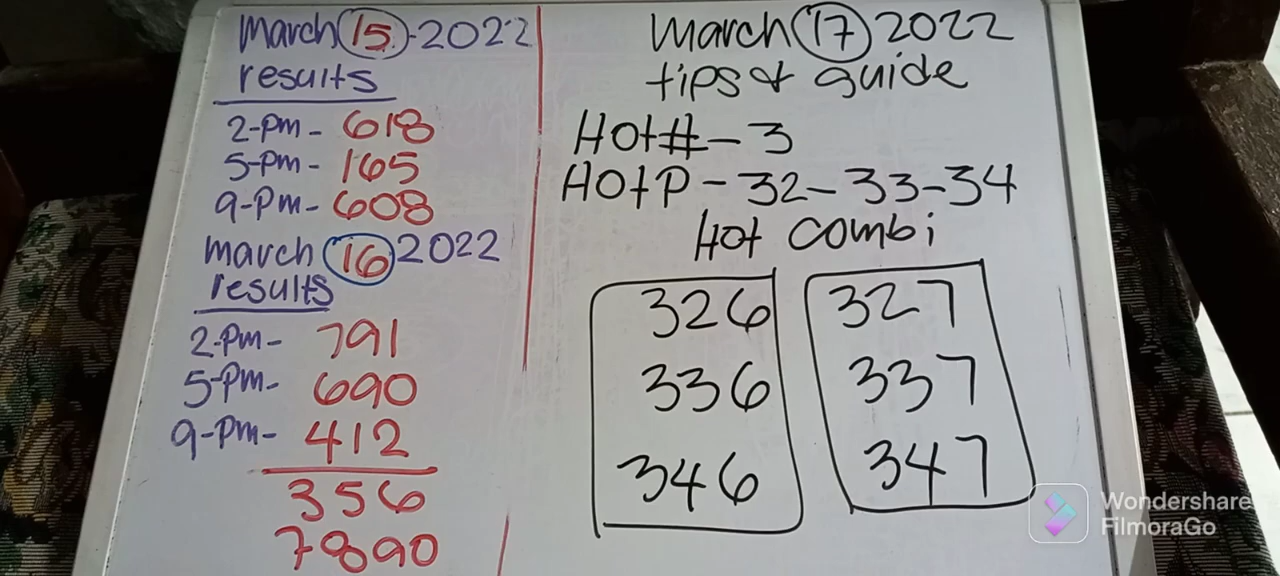 March 15-2022
results
2-pm- 618
5-pm- 165
9-pm- 608
march 16 2022
results
2-pm- 791
5-pm- 690
9-pm- 412
356
7890
March 17 2022
tips & guide
Hot#-3
HotP-32-33-34
Hot combi
326
336
346
327
337
347
Wondershare
FilmoraGo